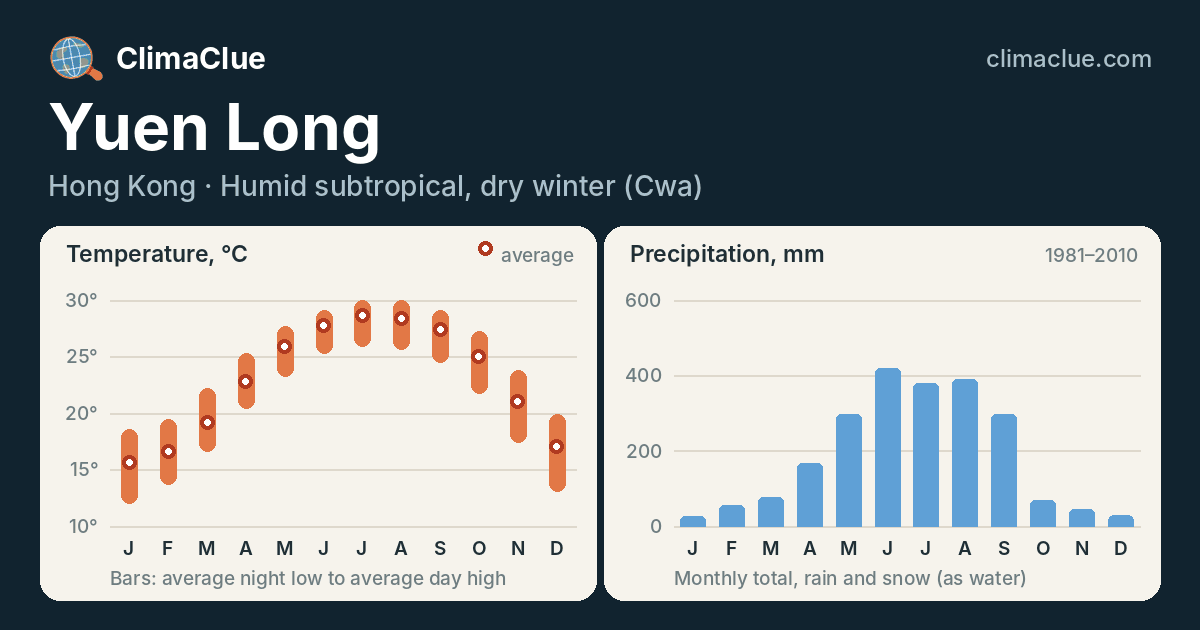 ClimaClue
climaclue.com
Yuen Long
Hong Kong · Humid subtropical, dry winter (Cwa)
Temperature, °C
average
30°
25°
20°
15°
10°
J F M A M J J A S O N D
Bars: average night low to average day high
Precipitation, mm
1981–2010
600
400
200
0
J F M A M J J A S O N D
Monthly total, rain and snow (as water)